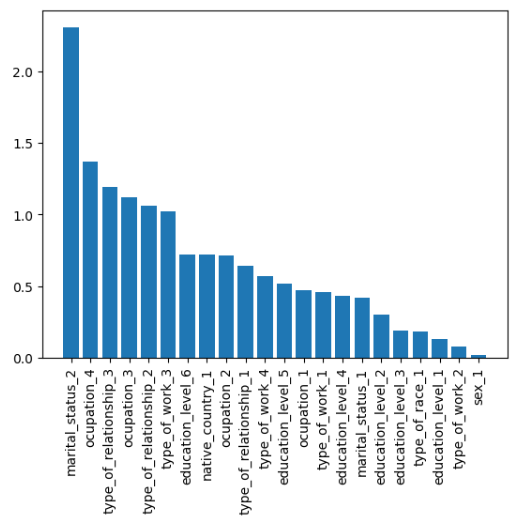 2.0
1.5
1.0
0.5
0.0
marital_status_2
ocupation_4
type_of_relationship_3
ocupation_3
type_of_relationship_2
type_of_work_3
education_level_6
native_country_1
ocupation_2
type_of_relationship_1
type_of_work_4
education_level_5
ocupation_1
type_of_work_1
education_level_4
marital_status_1
education_level_2
education_level_3
type_of_race_1
education_level_1
type_of_work_2
sex_1